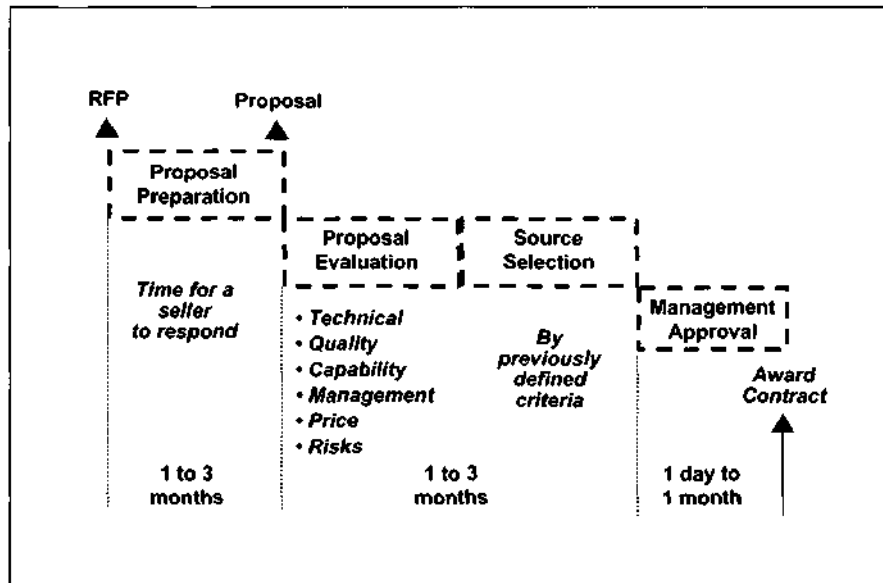 RFP
Proposal
Proposal
Preparation
Proposal
Evaluation
Source
Selection
Management
Approval
Time for a
seller
to respond
• Technical
• Quality
• Capability
• Management
• Price
• Risks
By
previously
defined
criteria
Award
Contract
1 to 3
months
1 to 3
months
1 day to
1 month